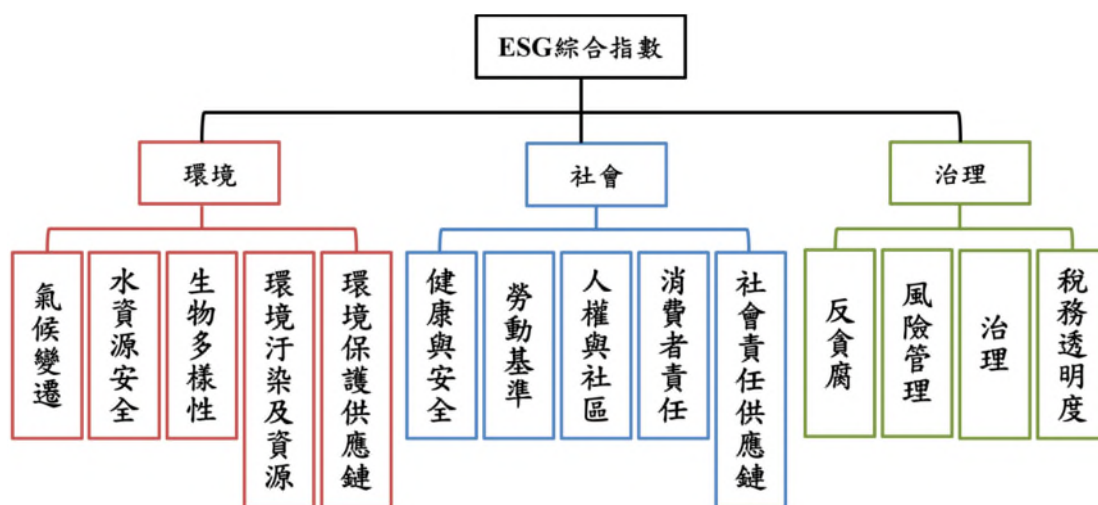 ESG綜合指數
環境
社會
治理
氣候變遷
水資源安全
生物多樣性
環境汙染及資源
環境保護供應鏈
健康與安全
勞動基準
人權與社區
消費者責任
社會責任供應鏈
反貪腐
風險管理
治理
稅務透明度